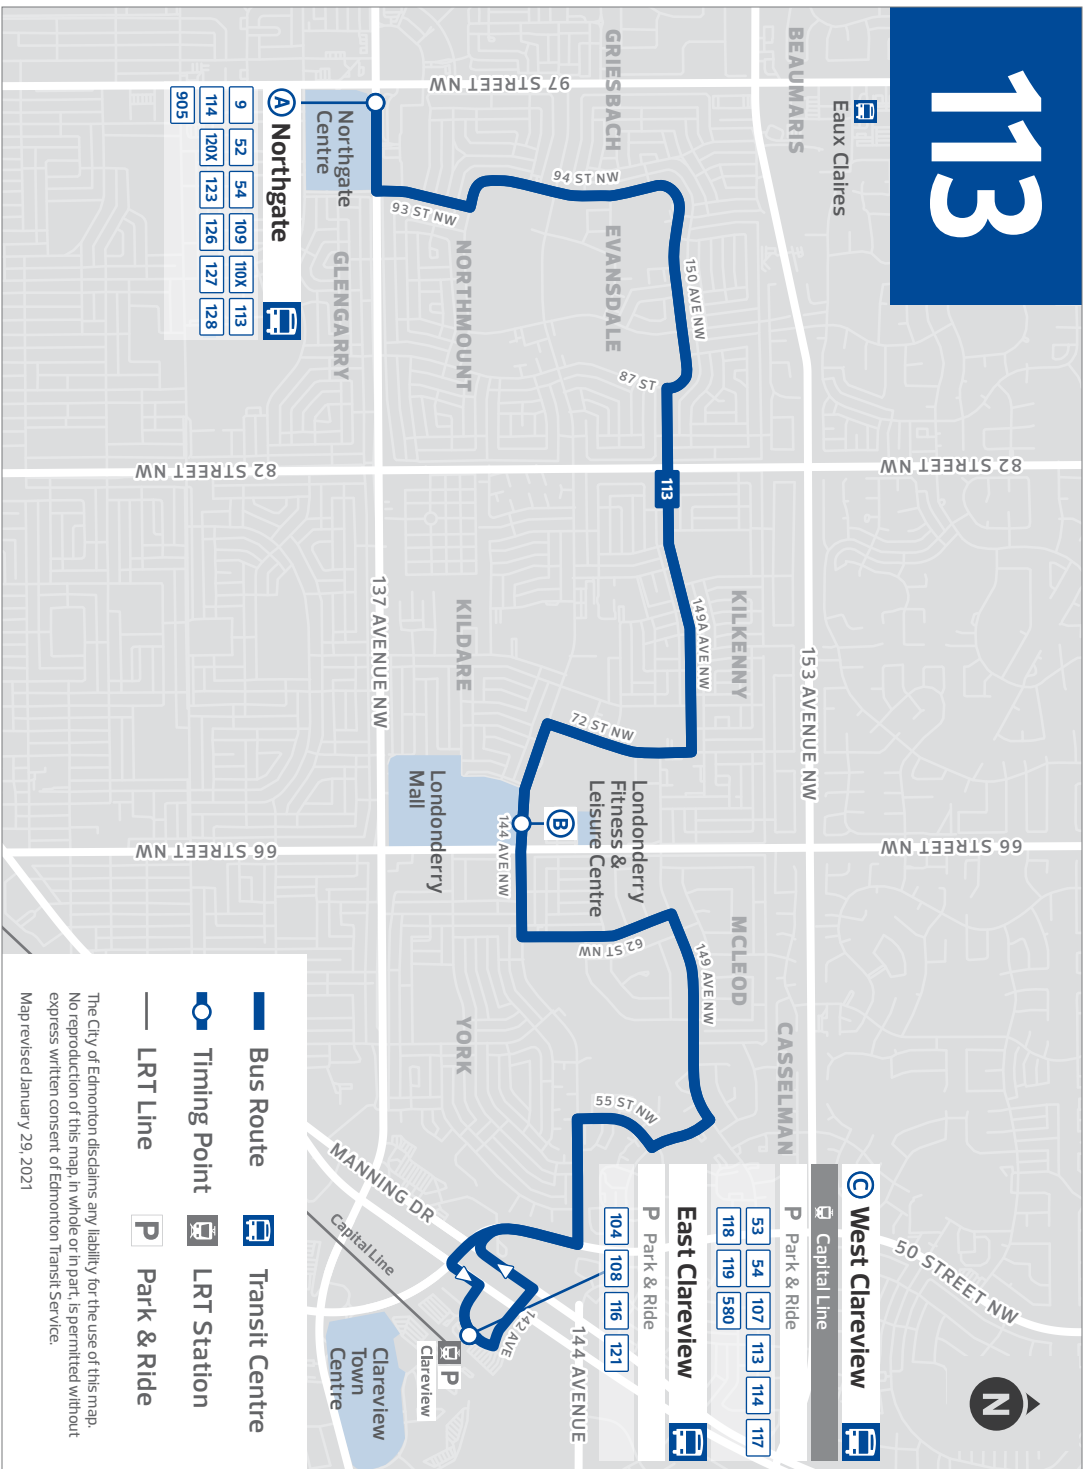 113
BEAUMARIS
Eaux Claires
GRIESBACH
97 STREET NW
A Northgate
9 52 54 109 110X 113
114 120X 123 126 127 128
905
Northgate
Centre
93 ST NW
94 ST NW
EVANSDALE
150 AVE NW
87 ST
NORTHMOUNT
GLENGARRY
82 STREET NW
82 STREET NW
113
149A AVE NW
KILKENNY
153 AVENUE NW
KILDARE
137 AVENUE NW
72 ST NW
Londonderry
Fitness &
Leisure Centre
B
Londonderry
Mall
144 AVE NW
66 STREET NW
66 STREET NW
62 ST NW
MCLEOD
149 AVE NW
CASSELMAN
YORK
55 ST NW
C West Clareview
Capital Line
P Park & Ride
53 54 107 113 114 117
118 119 580
East Clareview
P Park & Ride
104 108 116 121
50 STREET NW
MANNING DR
Capital Line
142 AVE
144 AVENUE
P
Clareview
Clareview
Town
Centre
N
Bus Route
Timing Point
LRT Line
Transit Centre
LRT Station
P Park & Ride
The City of Edmonton disclaims any liability for the use of this map.
No reproduction of this map, in whole or in part, is permitted without
express written consent of Edmonton Transit Service.
Map revised January 29, 2021